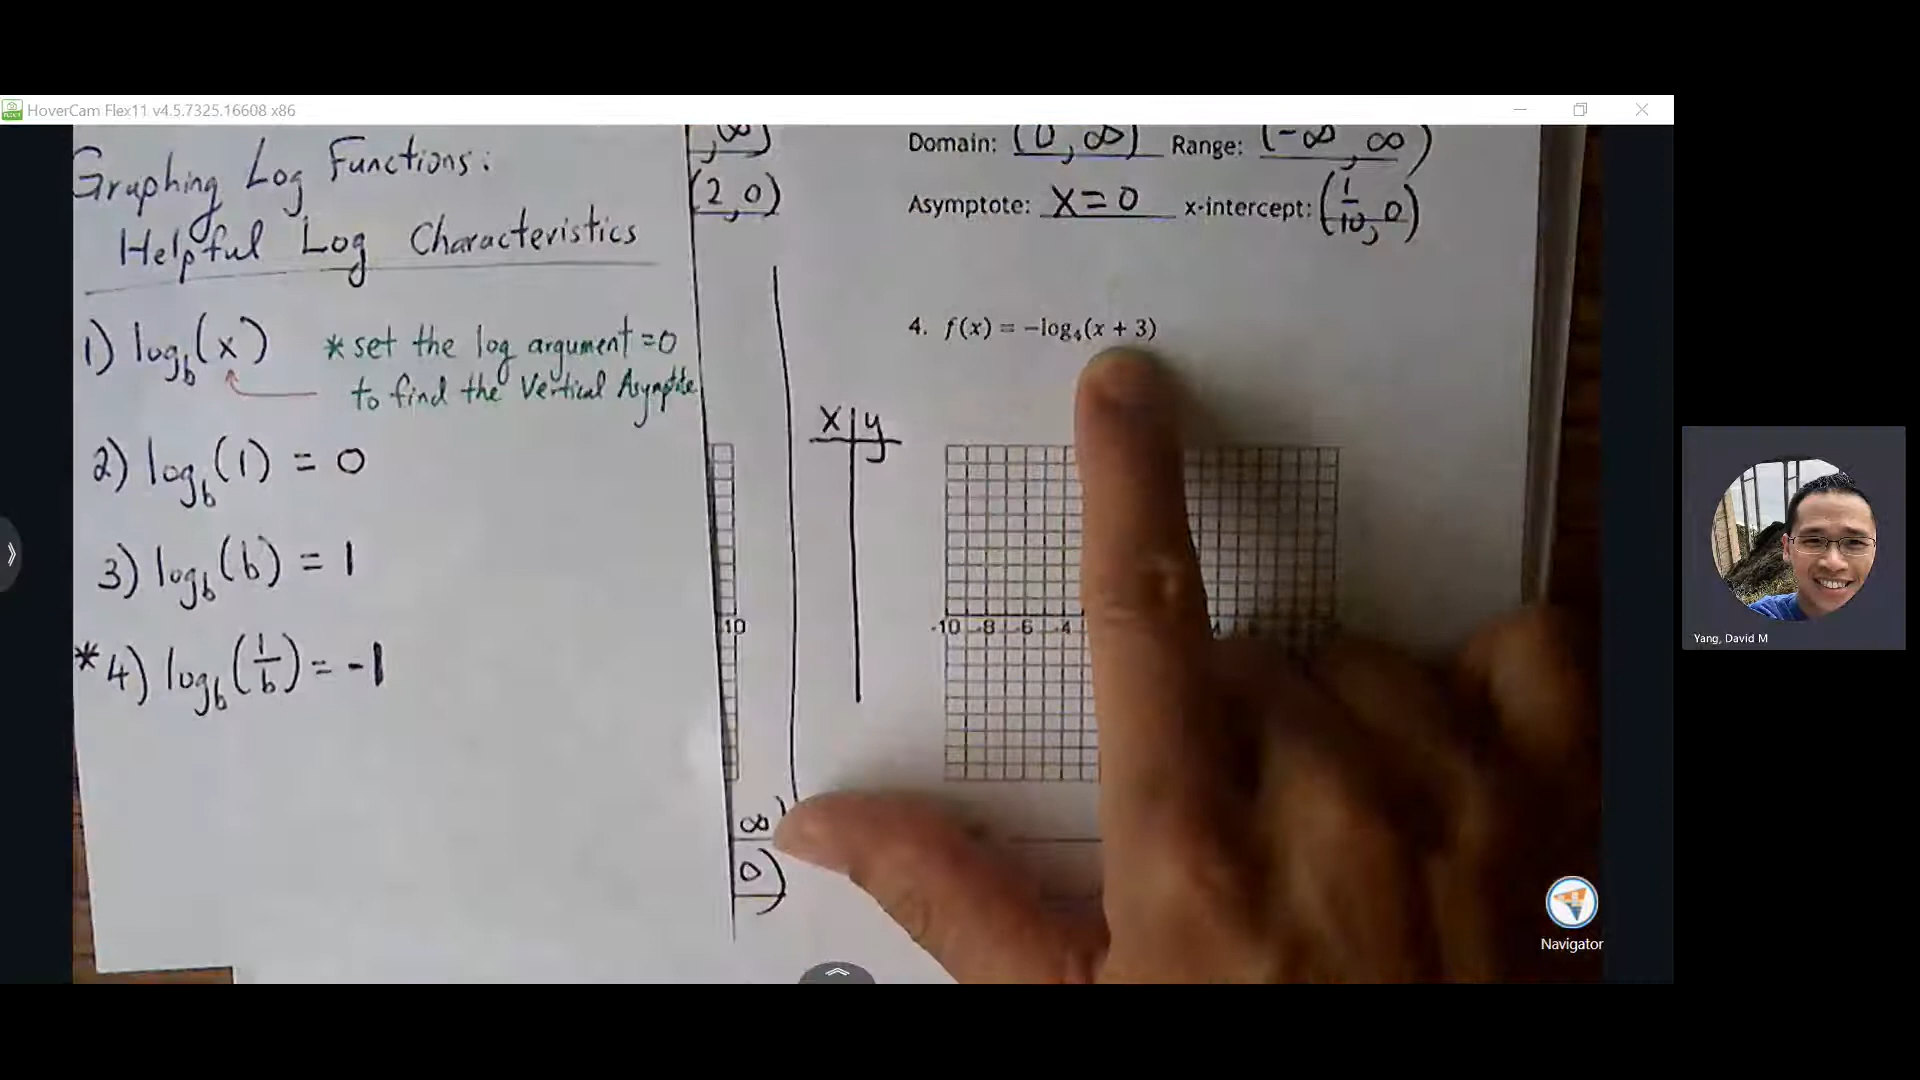 HoverCam Flex11 v4.5.7325.16608 x86
Graphing Log Functions:
Helpful Log Characteristics
1) log_b(x) * set the log argument = 0
to find the Vertical Asymptote
2) log_b(1) = 0
3) log_b(b) = 1
*4) log_b(1/b) = -1
, ∞)
(2, 0)
10
∞)
0)
Domain: (0, ∞) Range: (-∞, ∞)
Asymptote: X = 0 x-intercept: (1/10, 0)
4. f(x) = −log₄(x + 3)
x y
-10 -8 -6 -4 4
Yang, David M
Navigator